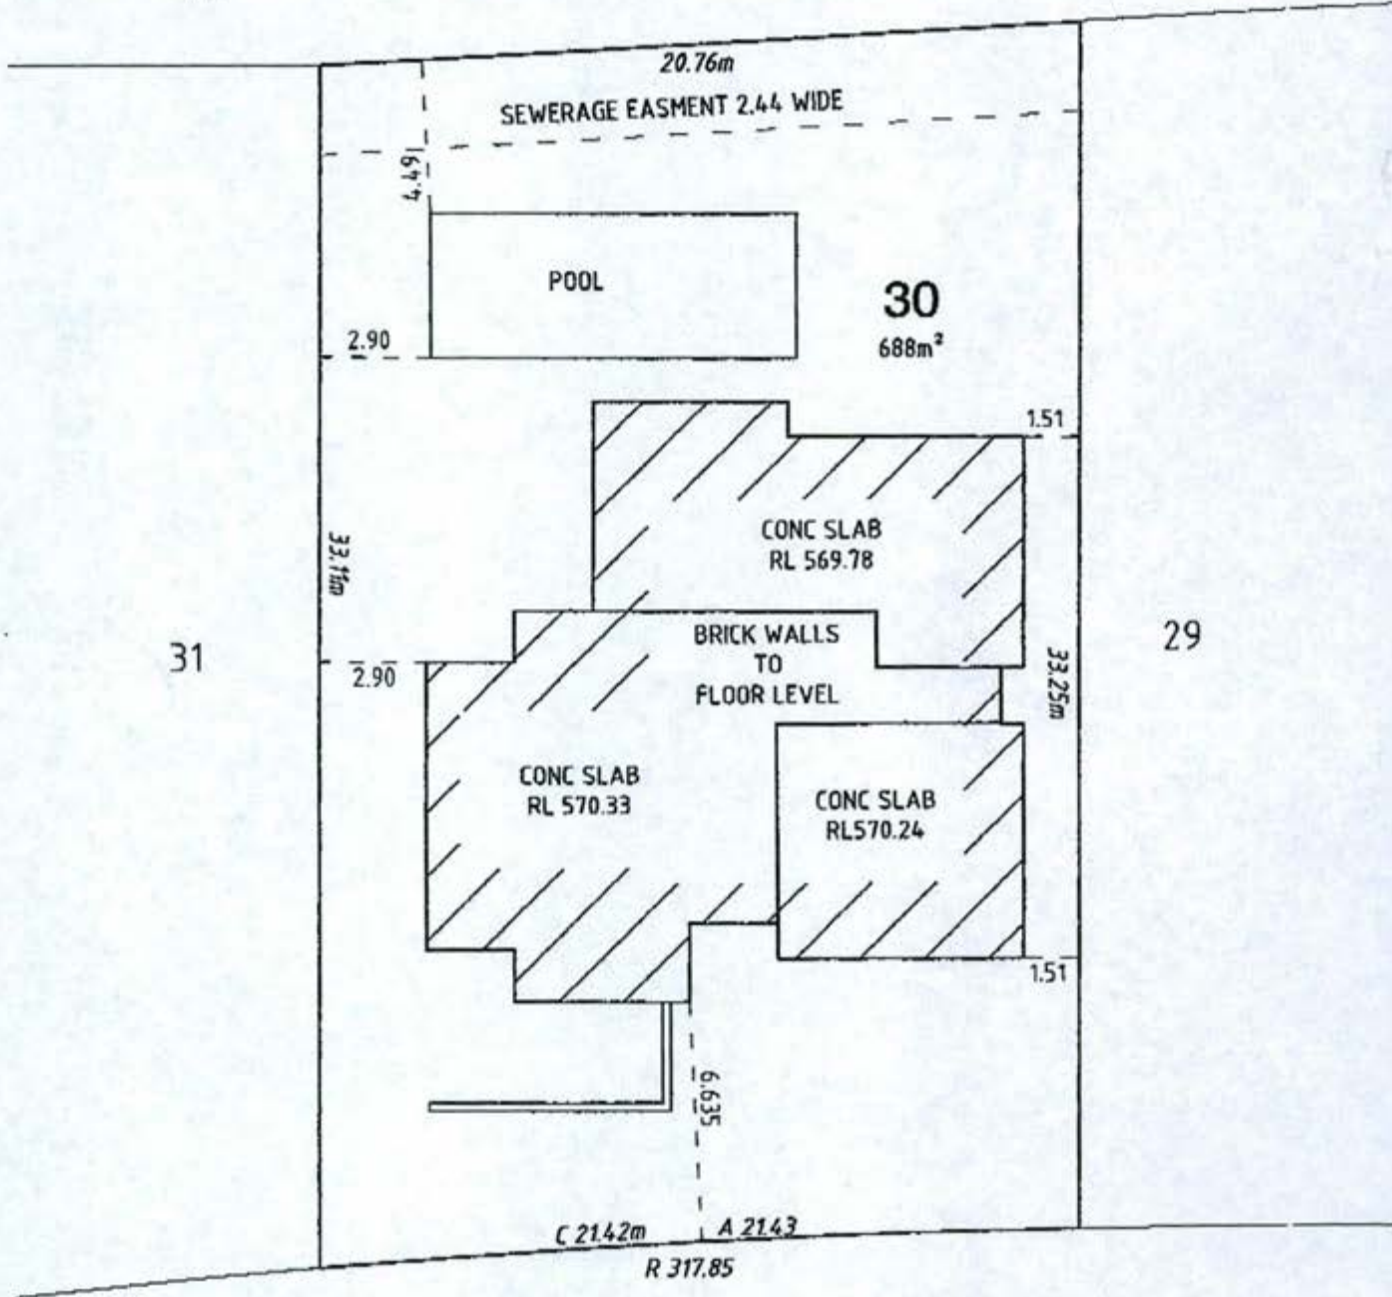 20.76m
SEWERAGE EASMENT 2.44 WIDE
4.49
POOL
30
688m²
2.90
1.51
CONC SLAB
RL 569.78
33.11m
BRICK WALLS
TO
FLOOR LEVEL
31
29
2.90
33.25m
CONC SLAB
RL 570.33
CONC SLAB
RL570.24
1.51
6.635
C 21.42m
A 21.43
R 317.85